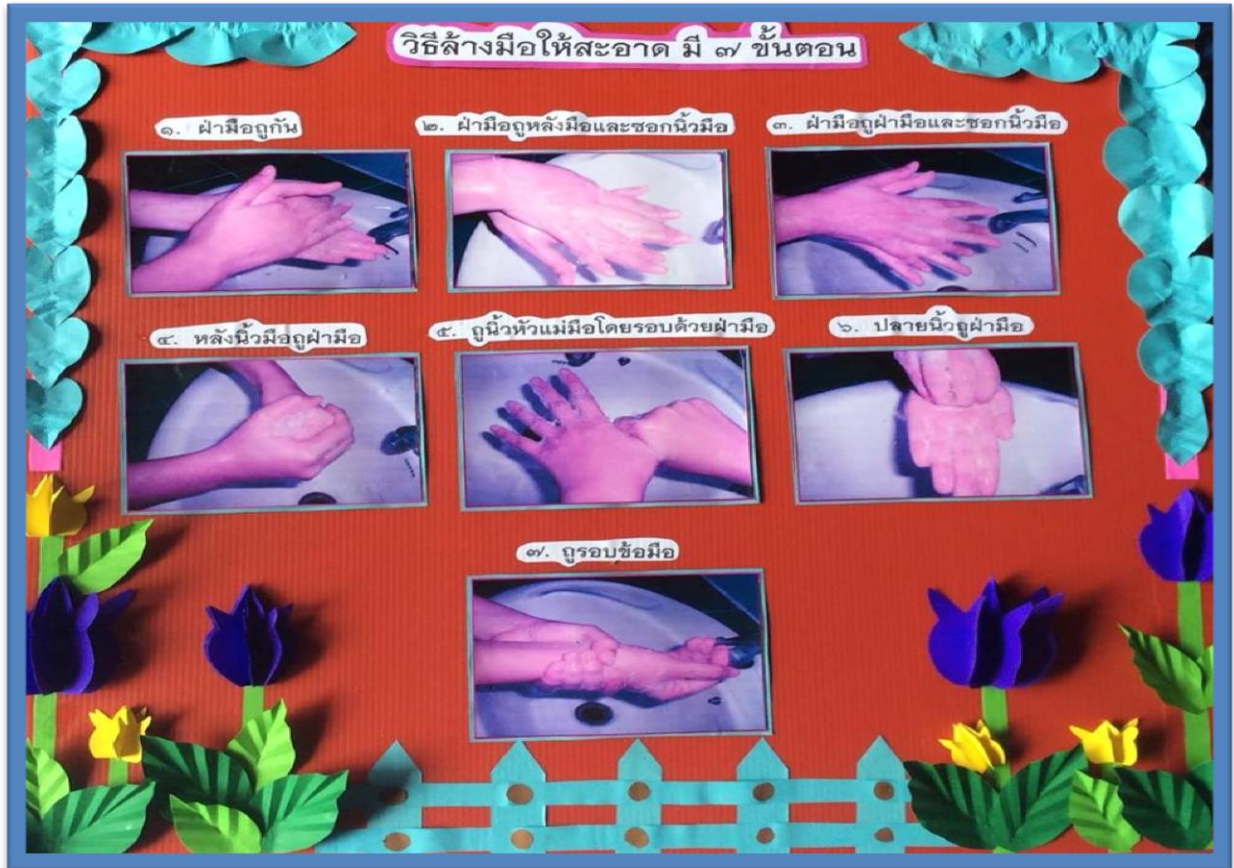 วิธีล้างมือให้สะอาด มี ๗ ขั้นตอน
๑. ฝ่ามือถูกัน
๒. ฝ่ามือถูหลังมือและซอกนิ้วมือ
๓. ฝ่ามือถูฝ่ามือและซอกนิ้วมือ
๔. หลังนิ้วมือถูฝ่ามือ
๕. ถูนิ้วหัวแม่มือโดยรอบด้วยฝ่ามือ
๖. ปลายนิ้วถูฝ่ามือ
๗. ถูรอบข้อมือ